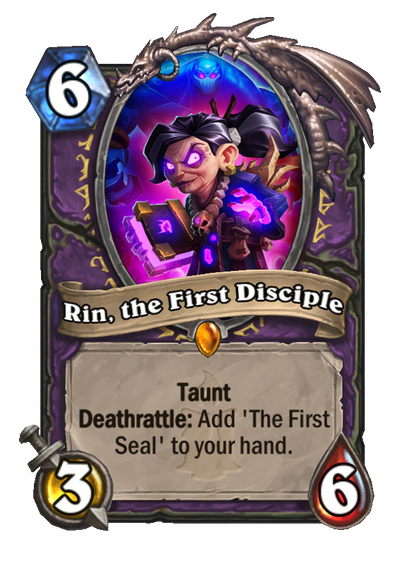 6
Rin, the First Disciple
Taunt
Deathrattle: Add 'The First
Seal' to your hand.
3
6